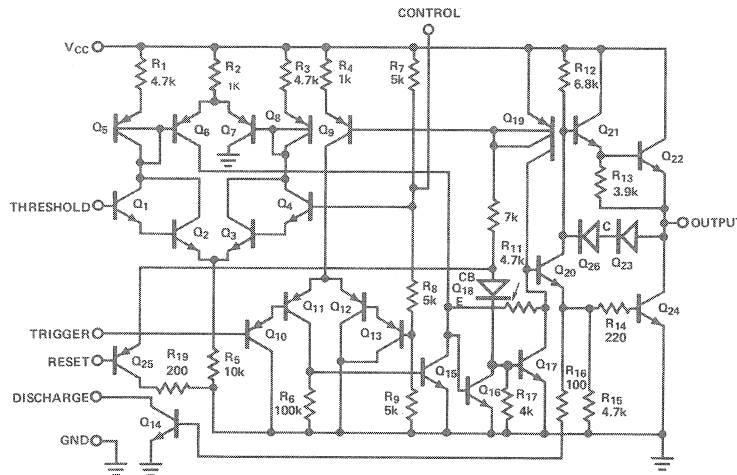 CONTROL
VCC
R1
4.7k
R2
1K
R3
4.7k
R4
1k
R7
5k
R12
6.8k
Q5
Q6
Q7
Q8
Q9
Q19
Q21
Q22
R13
3.9k
THRESHOLD
Q1
Q2
Q3
Q4
7k
OUTPUT
R11
4.7k
Q20
C
Q26
Q23
CB
Q18
E
R8
5k
Q11
Q12
Q13
Q10
TRIGGER
RESET
Q25
R19
200
R5
10k
Q15
Q17
R14
220
Q24
DISCHARGE
R6
100k
R9
5k
Q16
R17
4k
R16
100
R15
4.7k
Q14
GND